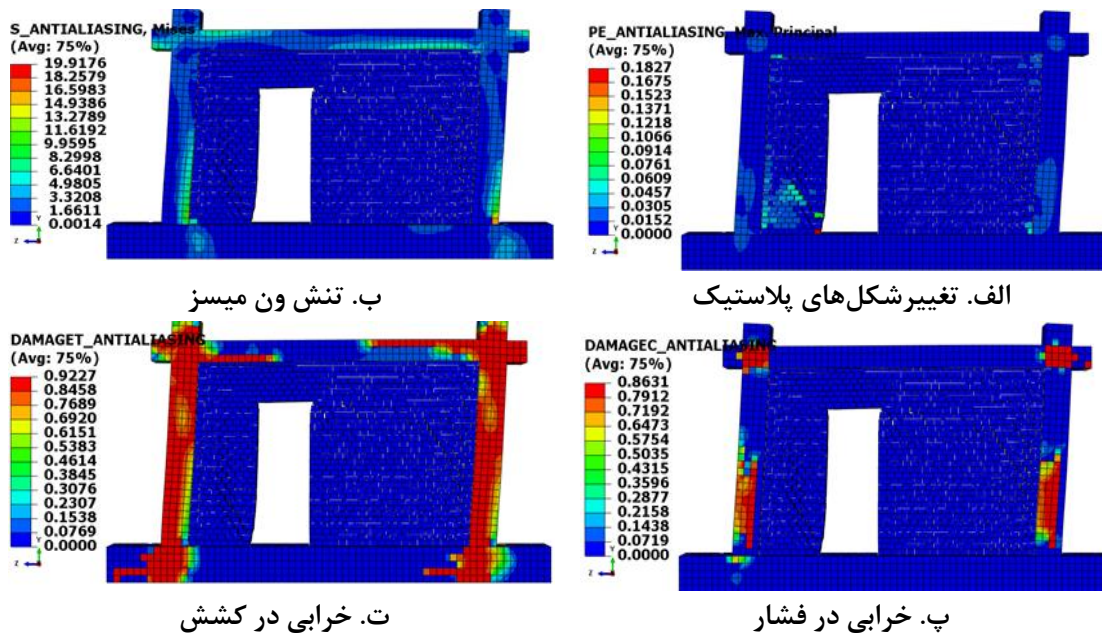 S_ANTIALIASING, Mises
(Avg: 75%)
19.9176
18.2579
16.5983
14.9386
13.2789
11.6192
9.9595
8.2998
6.6401
4.9805
3.3208
1.6611
0.0014
Y
Z
ب. تنش ون میسز
PE_ANTIALIASING, Max. Principal
(Avg: 75%)
0.1827
0.1675
0.1523
0.1371
0.1218
0.1066
0.0914
0.0761
0.0609
0.0457
0.0305
0.0152
0.0000
Y
Z
الف. تغییرشکل‌های پلاستیک
DAMAGET_ANTIALIASING
(Avg: 75%)
0.9227
0.8458
0.7689
0.6920
0.6151
0.5383
0.4614
0.3845
0.3076
0.2307
0.1538
0.0769
0.0000
Y
Z
ت. خرابی در کشش
DAMAGEC_ANTIALIASING
(Avg: 75%)
0.8631
0.7912
0.7192
0.6473
0.5754
0.5035
0.4315
0.3596
0.2877
0.2158
0.1438
0.0719
0.0000
Y
Z
پ. خرابی در فشار